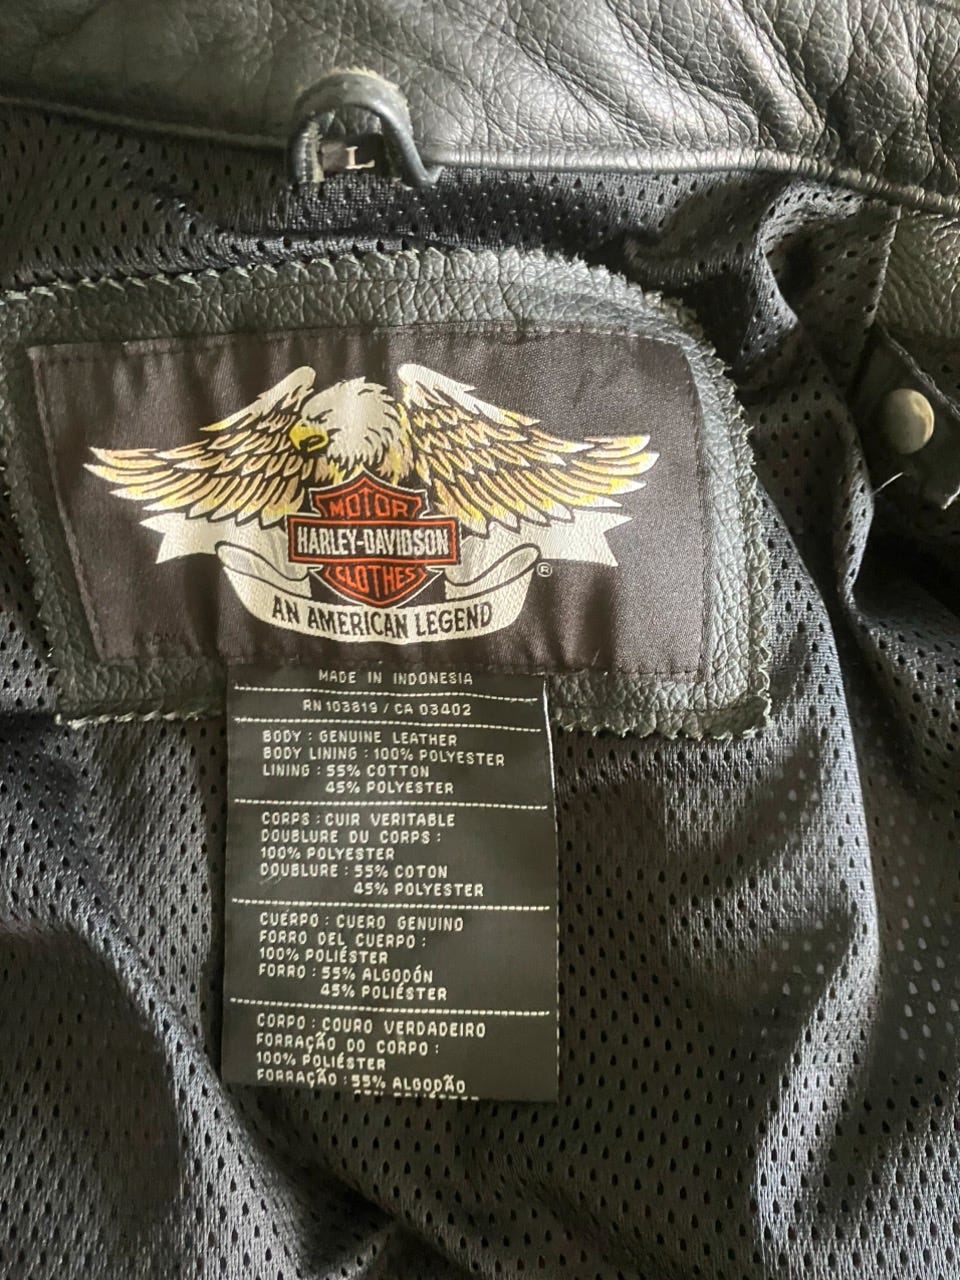 L
MOTOR
HARLEY-DAVIDSON
CLOTHES
®
AN AMERICAN LEGEND
MADE IN INDONESIA
RN 103819 / CA 03402
BODY : GENUINE LEATHER
BODY LINING : 100% POLYESTER
LINING : 55% COTTON
45% POLYESTER
CORPS : CUIR VERITABLE
DOUBLURE DU CORPS :
100% POLYESTER
DOUBLURE : 55% COTON
45% POLYESTER
CUÉRPO : CUERO GENUINO
FORRO DEL CUERPO :
100% POLIÉSTER
FORRO : 55% ALGODÓN
45% POLIÉSTER
CORPO : COURO VERDADEIRO
FORRAÇÃO DO CORPO :
100% POLIÉSTER
FORRAÇÃO : 55% ALGODÃO